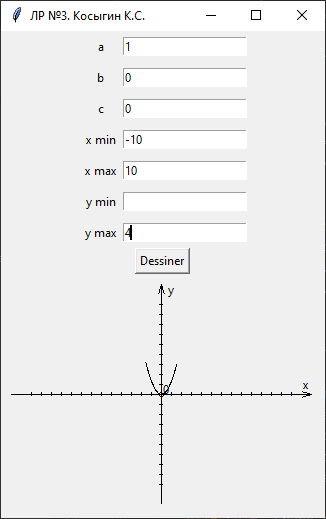 ЛР №3. Косыгин К.С.
a 1
b 0
c 0
x min -10
x max 10
y min
y max 4
Dessiner
y
x
0